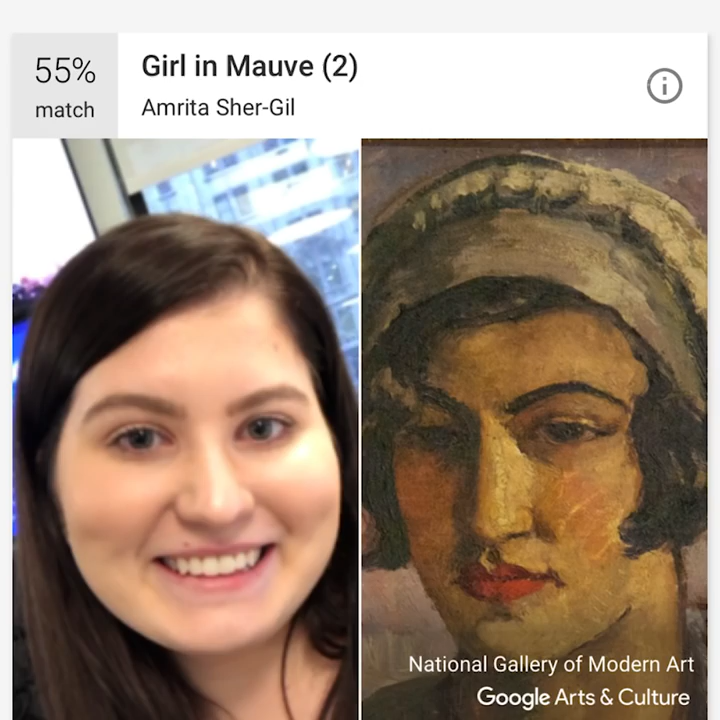 55%
match
Girl in Mauve (2)
Amrita Sher-Gil
National Gallery of Modern Art
Google Arts & Culture